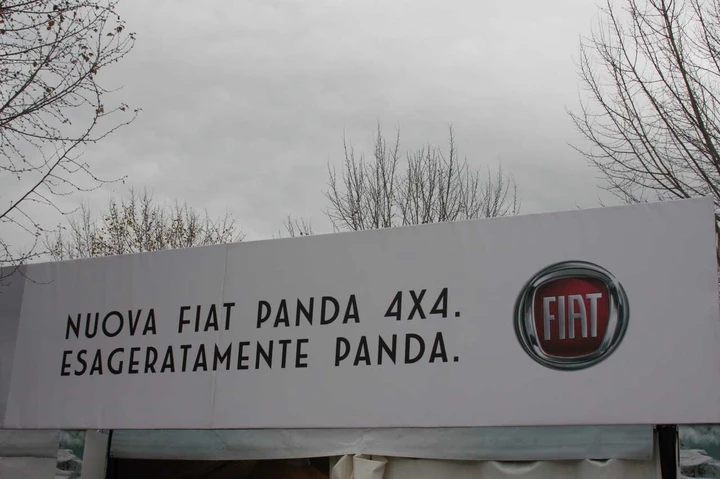 NUOVA FIAT PANDA 4X4.
ESAGERATAMENTE PANDA.
FIAT